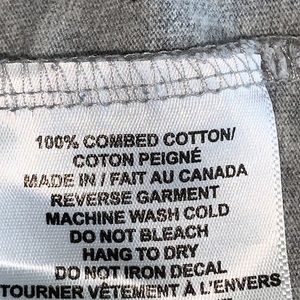 100% COMBED COTTON/
COTON PEIGNÉ
MADE IN / FAIT AU CANADA
REVERSE GARMENT
MACHINE WASH COLD
DO NOT BLEACH
HANG TO DRY
DO NOT IRON DECAL
TOURNER VÊTEMENT À L'ENVERS